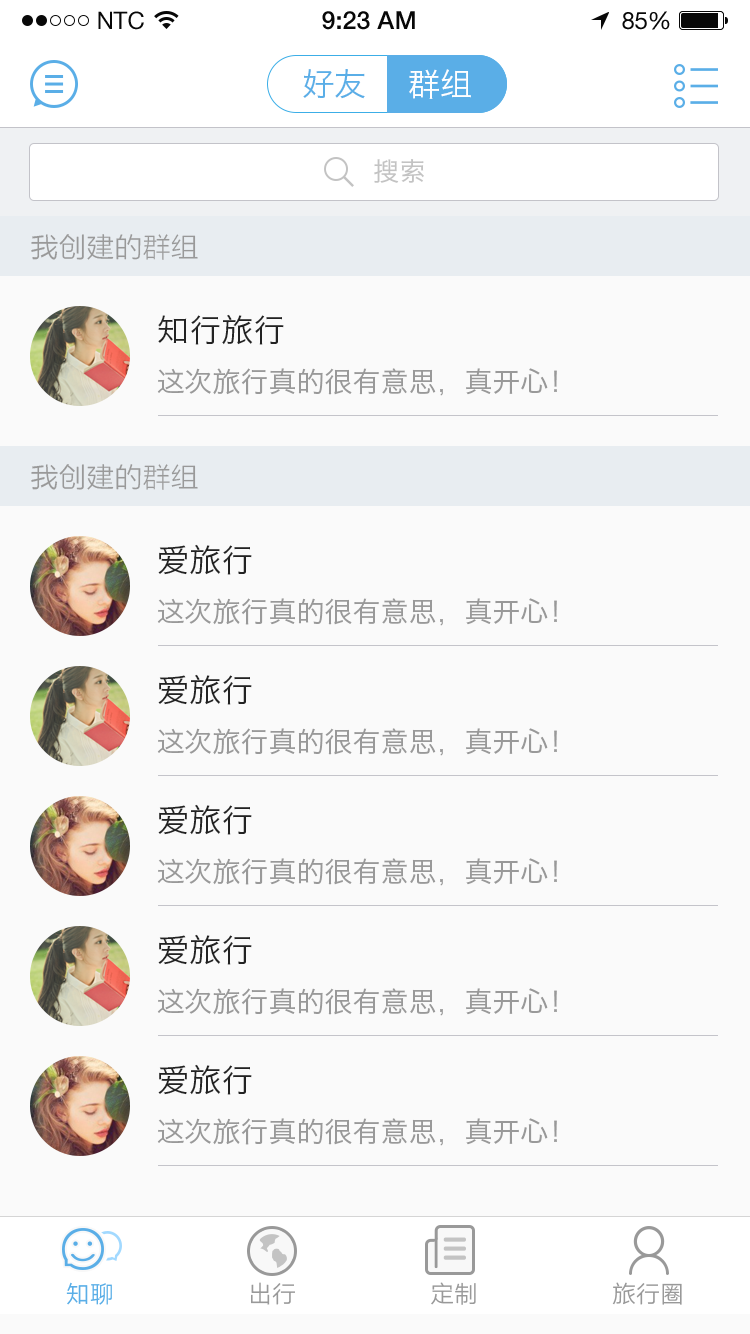 NTC 9:23 AM 85%
好友 群组
搜索
我创建的群组
知行旅行
这次旅行真的很有意思，真开心！
我创建的群组
爱旅行
这次旅行真的很有意思，真开心！
爱旅行
这次旅行真的很有意思，真开心！
爱旅行
这次旅行真的很有意思，真开心！
爱旅行
这次旅行真的很有意思，真开心！
爱旅行
这次旅行真的很有意思，真开心！
知聊 出行 定制 旅行圈